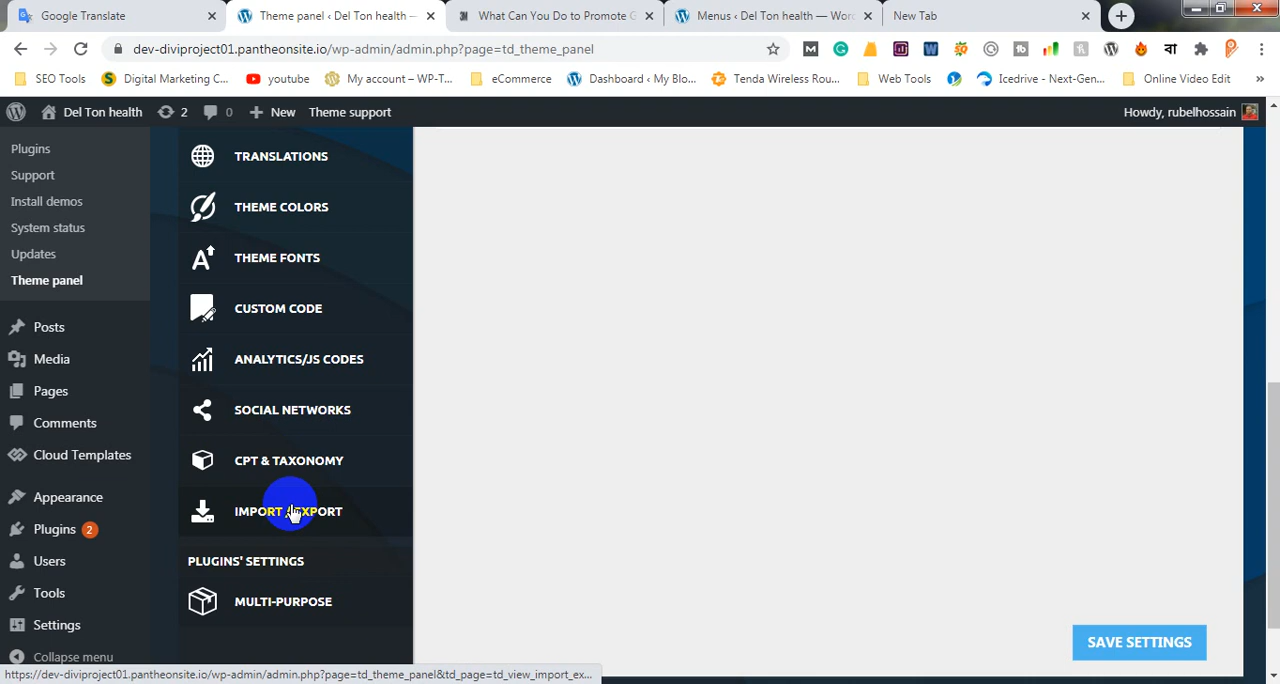 Google Translate
Theme panel ‹ Del Ton health —
What Can You Do to Promote G
Menus ‹ Del Ton health — Wor
New Tab
dev-diviproject01.pantheonsite.io/wp-admin/admin.php?page=td_theme_panel
SEO Tools
Digital Marketing C...
youtube
My account – WP-T...
eCommerce
Dashboard ‹ My Blo...
Tenda Wireless Rou...
Web Tools
Icedrive - Next-Gen...
Online Video Edit
»
Del Ton health
2
0
New
Theme support
Howdy, rubelhossain
Plugins
Support
Install demos
System status
Updates
Theme panel
Posts
Media
Pages
Comments
Cloud Templates
Appearance
Plugins 2
Users
Tools
Settings
Collapse menu
TRANSLATIONS
THEME COLORS
THEME FONTS
CUSTOM CODE
ANALYTICS/JS CODES
SOCIAL NETWORKS
CPT & TAXONOMY
IMPORT / EXPORT
PLUGINS' SETTINGS
MULTI-PURPOSE
SAVE SETTINGS
https://dev-diviproject01.pantheonsite.io/wp-admin/admin.php?page=td_theme_panel&td_page=td_view_import_ex...